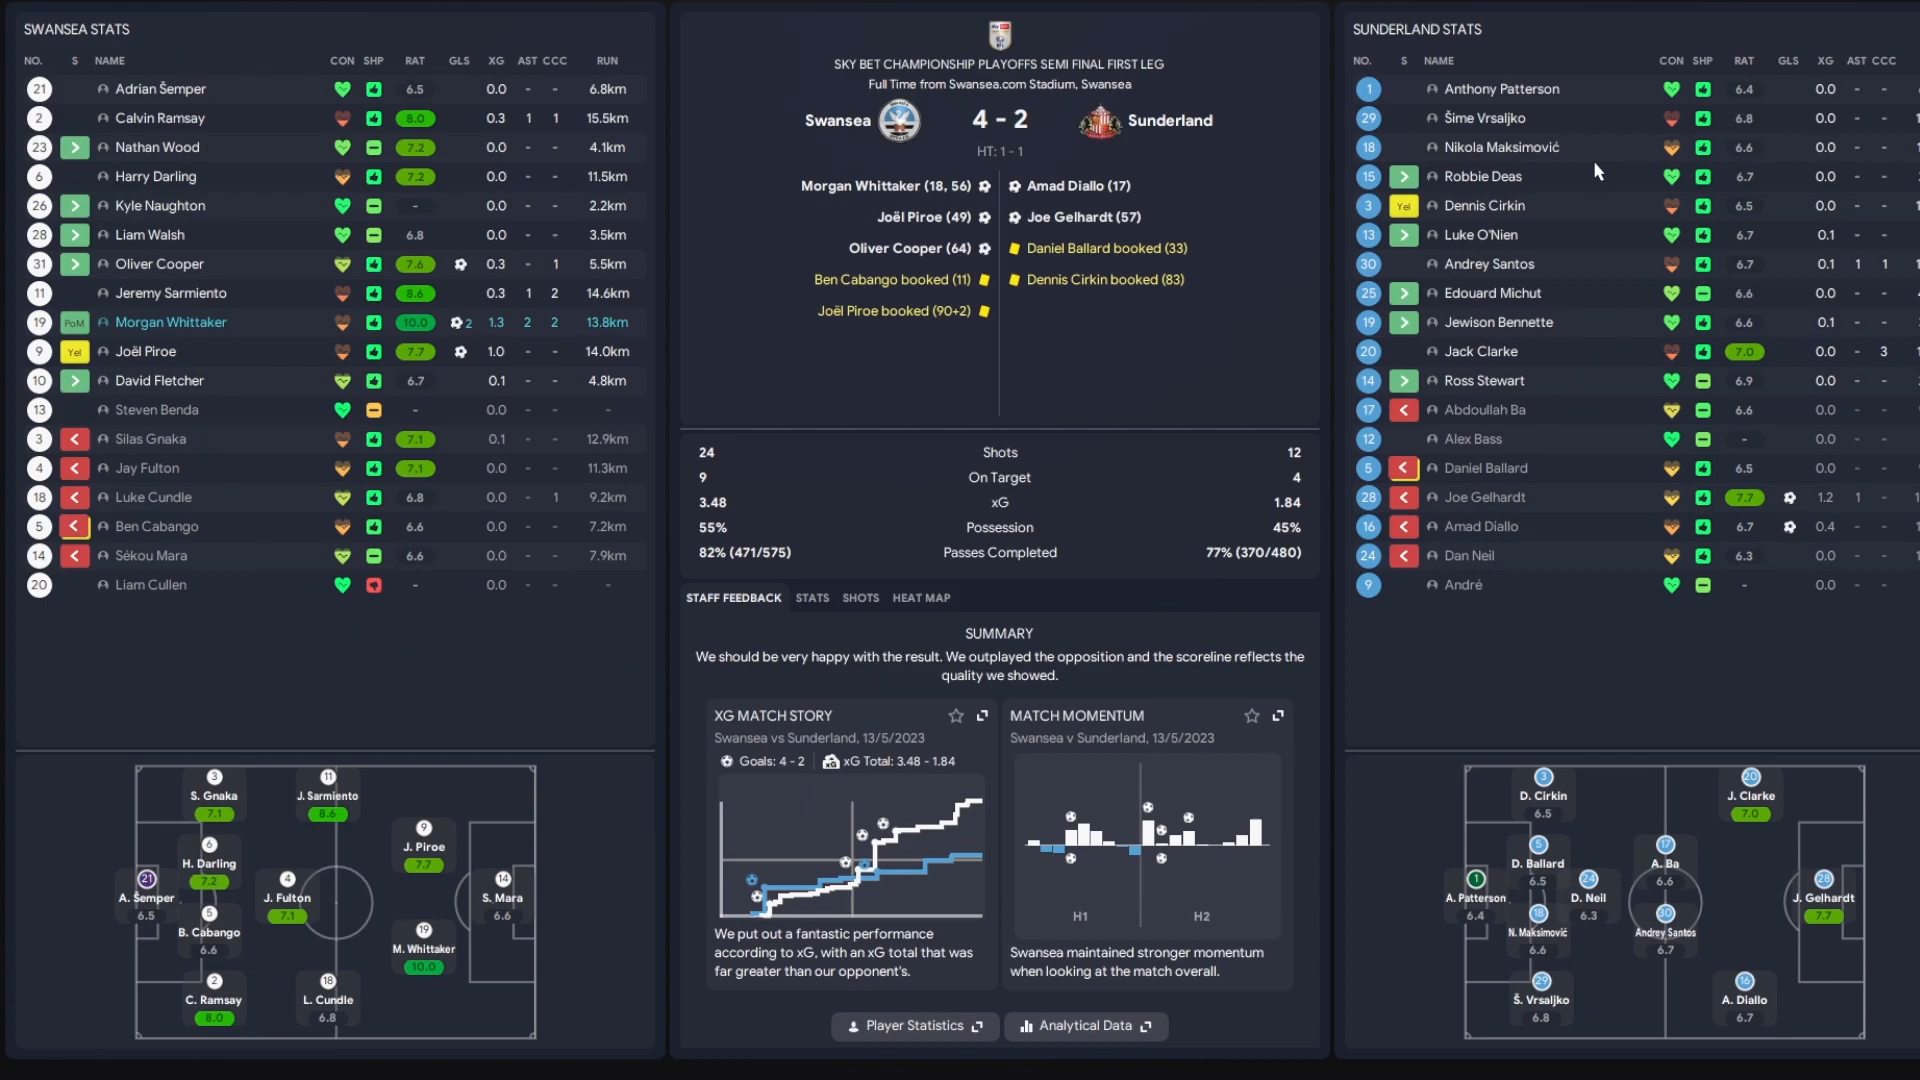 SWANSEA STATS
NO. S NAME CON SHP RAT GLS XG AST CCC RUN
21 Adrian Šemper 6.5 0.0 - - 6.8km
2 Calvin Ramsay 8.0 0.3 1 1 15.5km
23 Nathan Wood 7.2 0.0 - - 4.1km
6 Harry Darling 7.2 0.0 - - 11.5km
26 Kyle Naughton - 0.0 - - 2.2km
28 Liam Walsh 6.8 0.0 - - 3.5km
31 Oliver Cooper 7.6 0.3 - 1 5.5km
11 Jeremy Sarmiento 8.6 0.3 1 2 14.6km
19 PoM Morgan Whittaker 10.0 2 1.3 2 2 13.8km
9 Yel Joël Piroe 7.7 1.0 - - 14.0km
10 David Fletcher 6.7 0.1 - - 4.8km
13 Steven Benda - 0.0 - - -
3 Silas Gnaka 7.1 0.1 - - 12.9km
4 Jay Fulton 7.1 0.0 - - 11.3km
18 Luke Cundle 6.8 0.0 - 1 9.2km
5 Ben Cabango 6.6 0.0 - - 7.2km
14 Sékou Mara 6.6 0.0 - - 7.9km
20 Liam Cullen - 0.0 - - -
3
S. Gnaka
7.1
11
J. Sarmiento
8.6
9
J. Piroe
7.7
6
H. Darling
7.2
21
A. Šemper
6.5
4
J. Fulton
7.1
14
S. Mara
6.6
5
B. Cabango
6.6
19
M. Whittaker
10.0
2
C. Ramsay
8.0
18
L. Cundle
6.8
SKY BET CHAMPIONSHIP PLAYOFFS SEMI FINAL FIRST LEG
Full Time from Swansea.com Stadium, Swansea
Swansea 4 - 2 Sunderland
HT: 1 - 1
Morgan Whittaker (18, 56) Amad Diallo (17)
Joël Piroe (49) Joe Gelhardt (57)
Oliver Cooper (64) Daniel Ballard booked (33)
Ben Cabango booked (11) Dennis Cirkin booked (83)
Joël Piroe booked (90+2)
24 Shots 12
9 On Target 4
3.48 xG 1.84
55% Possession 45%
82% (471/575) Passes Completed 77% (370/480)
STAFF FEEDBACK STATS SHOTS HEAT MAP
SUMMARY
We should be very happy with the result. We outplayed the opposition and the scoreline reflects the
quality we showed.
XG MATCH STORY
Swansea vs Sunderland, 13/5/2023
Goals: 4 - 2 xG Total: 3.48 - 1.84
We put out a fantastic performance
according to xG, with an xG total that was
far greater than our opponent's.
MATCH MOMENTUM
Swansea v Sunderland, 13/5/2023
H1 H2
Swansea maintained stronger momentum
when looking at the match overall.
Player Statistics Analytical Data
SUNDERLAND STATS
NO. S NAME CON SHP RAT GLS XG AST CCC
1 Anthony Patterson 6.4 0.0 - -
29 Šime Vrsaljko 6.8 0.0 - - 1
18 Nikola Maksimović 6.6 0.0 - - 1
15 Robbie Deas 6.7 0.0 - -
3 Yel Dennis Cirkin 6.5 0.0 - - 1
13 Luke O'Nien 6.7 0.1 - -
30 Andrey Santos 6.7 0.1 1 1 1
25 Edouard Michut 6.6 0.0 - -
19 Jewison Bennette 6.6 0.1 - -
20 Jack Clarke 7.0 0.0 - 3 1
14 Ross Stewart 6.9 0.0 - -
17 Abdoullah Ba 6.6 0.0 - -
12 Alex Bass - 0.0 - -
5 Daniel Ballard 6.5 0.0 - -
28 Joe Gelhardt 7.7 1.2 1 - 1
16 Amad Diallo 6.7 0.4 - - 1
24 Dan Neil 6.3 0.0 - - 1
9 André - 0.0 - -
3
D. Cirkin
6.5
20
J. Clarke
7.0
5
D. Ballard
6.5
17
A. Ba
6.6
1
A. Patterson
6.4
24
D. Neil
6.3
28
J. Gelhardt
7.7
18
N. Maksimović
6.6
30
Andrey Santos
6.7
29
Š. Vrsaljko
6.8
16
A. Diallo
6.7